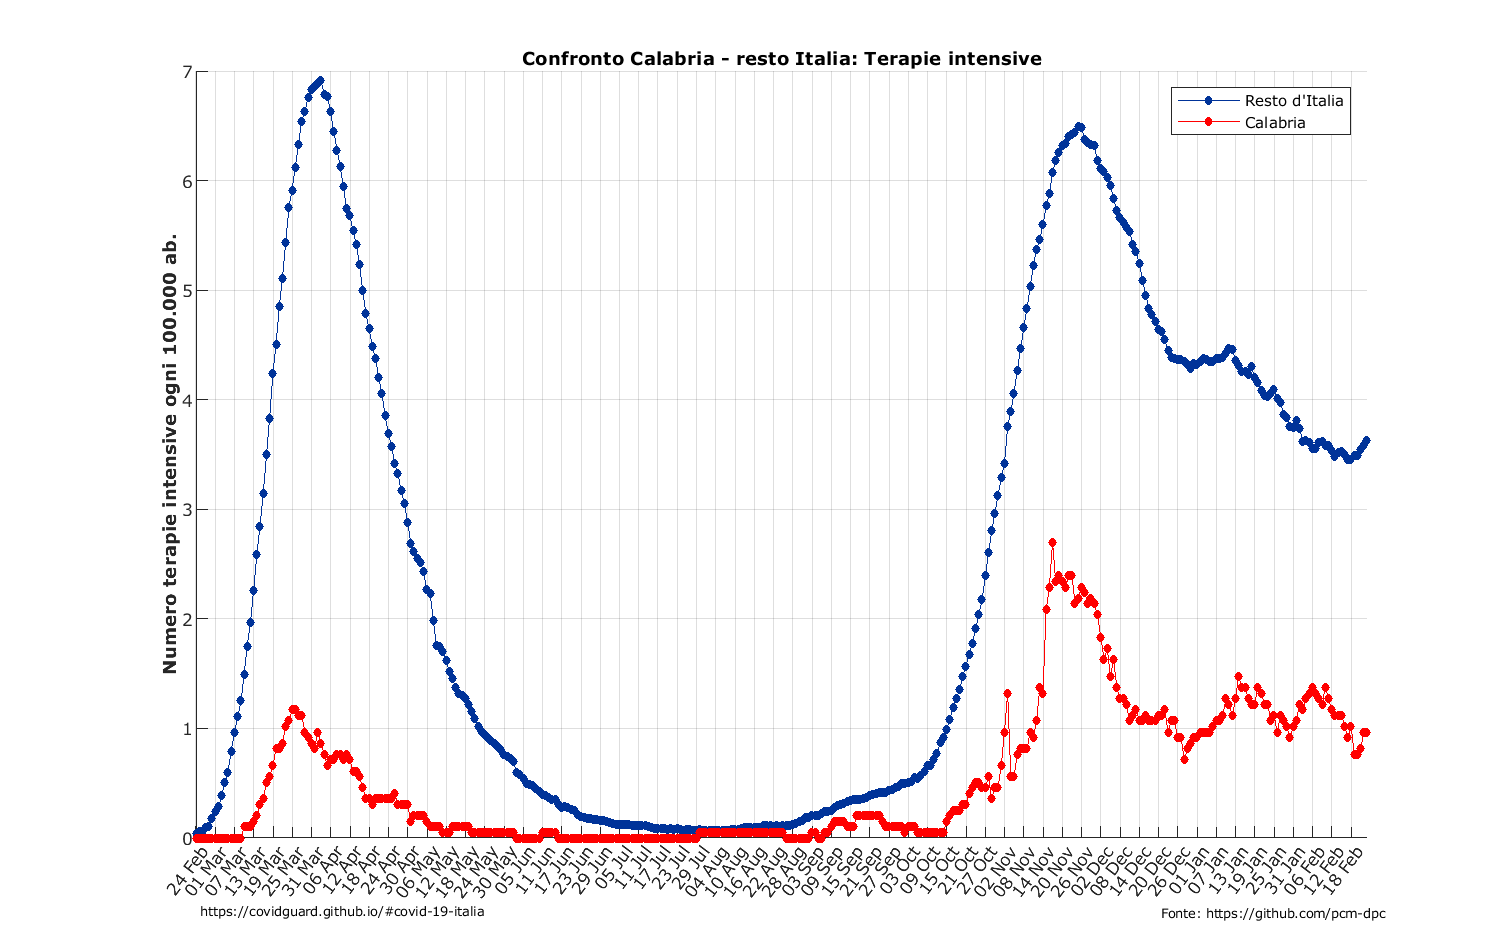 Confronto Calabria - resto Italia: Terapie intensive
Resto d'Italia
Calabria
Numero terapie intensive ogni 100.000 ab.
7
6
5
4
3
2
1
0
24 Feb
01 Mar
07 Mar
13 Mar
19 Mar
25 Mar
31 Mar
06 Apr
12 Apr
18 Apr
24 Apr
30 Apr
06 May
12 May
18 May
24 May
30 May
05 Jun
11 Jun
17 Jun
23 Jun
29 Jun
05 Jul
11 Jul
17 Jul
23 Jul
29 Jul
04 Aug
10 Aug
16 Aug
22 Aug
28 Aug
03 Sep
09 Sep
15 Sep
21 Sep
27 Sep
03 Oct
09 Oct
15 Oct
21 Oct
27 Oct
02 Nov
08 Nov
14 Nov
20 Nov
26 Nov
02 Dec
08 Dec
14 Dec
20 Dec
26 Dec
01 Jan
07 Jan
13 Jan
19 Jan
25 Jan
31 Jan
06 Feb
12 Feb
18 Feb
https://covidguard.github.io/#covid-19-italia
Fonte: https://github.com/pcm-dpc